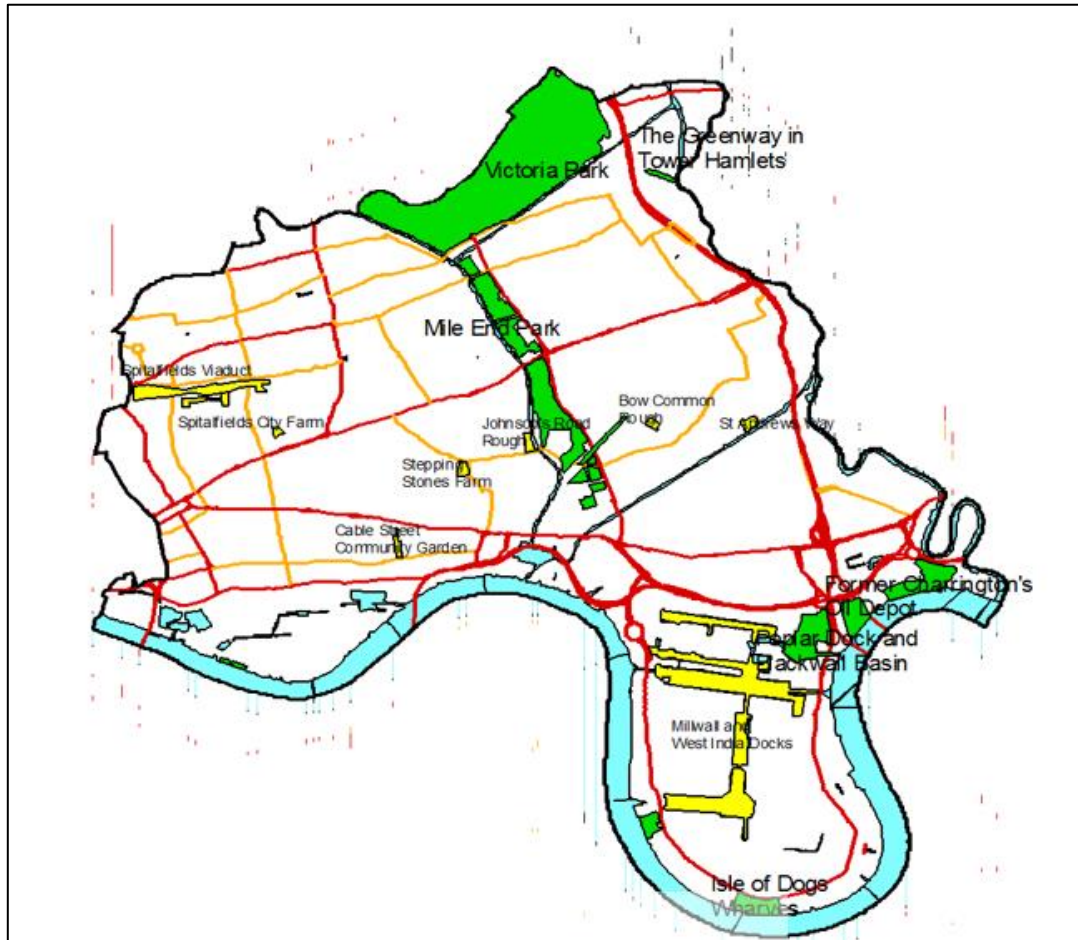 The Greenway in
Tower Hamlets
Victoria Park
Mile End Park
Spitalfields Viaduct
Spitalfields City Farm
Johnson's Road
Rough
Bow Common
Rough
St Andrews Way
Stepping
Stones Farm
Cable Street
Community Garden
Former Charrington's
Oil Depot
Poplar Dock and
Blackwall Basin
Millwall and
West India Docks
Isle of Dogs
Wharves